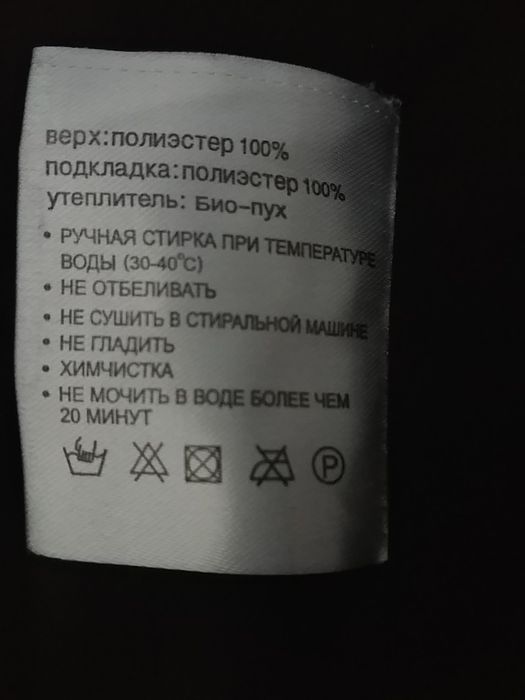 верх:полиэстер 100%
подкладка:полиэстер 100%
утеплитель: Био-пух
• РУЧНАЯ СТИРКА ПРИ ТЕМПЕРАТУРЕ
ВОДЫ (30-40°C)
• НЕ ОТБЕЛИВАТЬ
• НЕ СУШИТЬ В СТИРАЛЬНОЙ МАШИНЕ
• НЕ ГЛАДИТЬ
• ХИМЧИСТКА
• НЕ МОЧИТЬ В ВОДЕ БОЛЕЕ ЧЕМ
20 МИНУТ
P